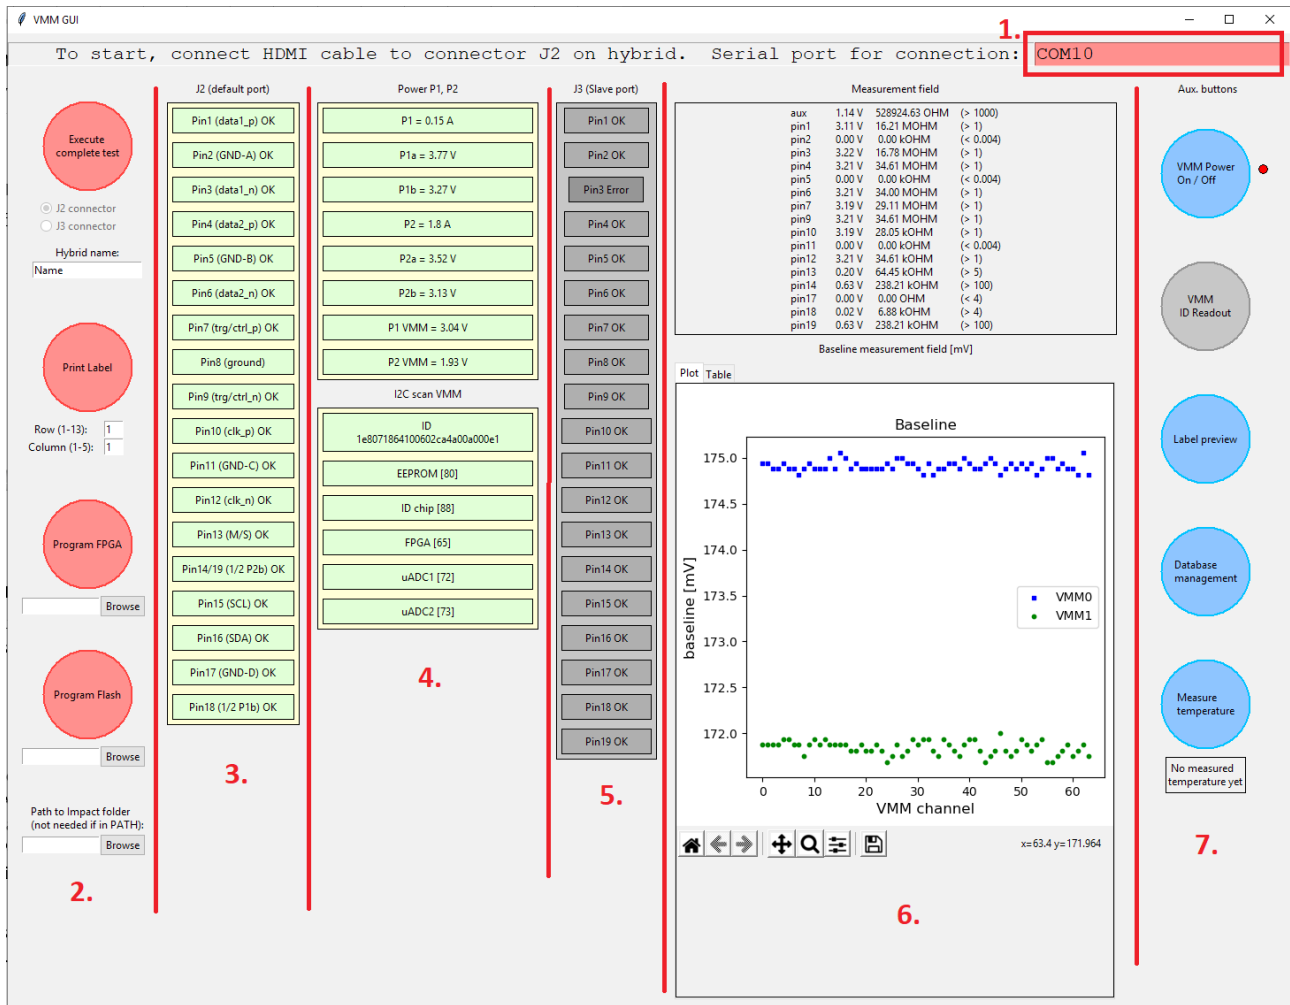 VMM GUI
1.
To start, connect HDMI cable to connector J2 on hybrid. Serial port for connection: COM10
Execute
complete test
J2 connector
J3 connector
Hybrid name:
Name
Print Label
Row (1-13): 1
Column (1-5): 1
Program FPGA
Browse
Program Flash
Browse
Path to Impact folder
(not needed if in PATH):
Browse
2.
J2 (default port)
Pin1 (data1_p) OK
Pin2 (GND-A) OK
Pin3 (data1_n) OK
Pin4 (data2_p) OK
Pin5 (GND-B) OK
Pin6 (data2_n) OK
Pin7 (trg/ctrl_p) OK
Pin8 (ground)
Pin9 (trg/ctrl_n) OK
Pin10 (clk_p) OK
Pin11 (GND-C) OK
Pin12 (clk_n) OK
Pin13 (M/S) OK
Pin14/19 (1/2 P2b) OK
Pin15 (SCL) OK
Pin16 (SDA) OK
Pin17 (GND-D) OK
Pin18 (1/2 P1b) OK
3.
Power P1, P2
P1 = 0.15 A
P1a = 3.77 V
P1b = 3.27 V
P2 = 1.8 A
P2a = 3.52 V
P2b = 3.13 V
P1 VMM = 3.04 V
P2 VMM = 1.93 V
I2C scan VMM
ID
1e8071864100602ca4a00a000e1
EEPROM [80]
ID chip [88]
FPGA [65]
uADC1 [72]
uADC2 [73]
4.
J3 (Slave port)
Pin1 OK
Pin2 OK
Pin3 Error
Pin4 OK
Pin5 OK
Pin6 OK
Pin7 OK
Pin8 OK
Pin9 OK
Pin10 OK
Pin11 OK
Pin12 OK
Pin13 OK
Pin14 OK
Pin15 OK
Pin16 OK
Pin17 OK
Pin18 OK
Pin19 OK
5.
Measurement field
aux 1.14 V 528924.63 OHM (> 1000)
pin1 3.11 V 16.21 MOHM (> 1)
pin2 0.00 V 0.00 kOHM (< 0.004)
pin3 3.22 V 16.78 MOHM (> 1)
pin4 3.21 V 34.61 MOHM (> 1)
pin5 0.00 V 0.00 kOHM (< 0.004)
pin6 3.21 V 34.00 MOHM (> 1)
pin7 3.19 V 29.11 MOHM (> 1)
pin9 3.21 V 34.61 MOHM (> 1)
pin10 3.19 V 28.05 kOHM (> 1)
pin11 0.00 V 0.00 kOHM (< 0.004)
pin12 3.21 V 34.61 kOHM (> 1)
pin13 0.20 V 64.45 kOHM (> 5)
pin14 0.63 V 238.21 kOHM (> 100)
pin17 0.00 V 0.00 OHM (< 4)
pin18 0.02 V 6.88 kOHM (> 4)
pin19 0.63 V 238.21 kOHM (> 100)
Baseline measurement field [mV]
Plot Table
Baseline
baseline [mV]
175.0
174.5
174.0
173.5
173.0
172.5
172.0
VMM0
VMM1
0 10 20 30 40 50 60
VMM channel
x=63.4 y=171.964
6.
Aux. buttons
VMM Power
On / Off
VMM
ID Readout
Label preview
Database
management
Measure
temperature
No measured
temperature yet
7.